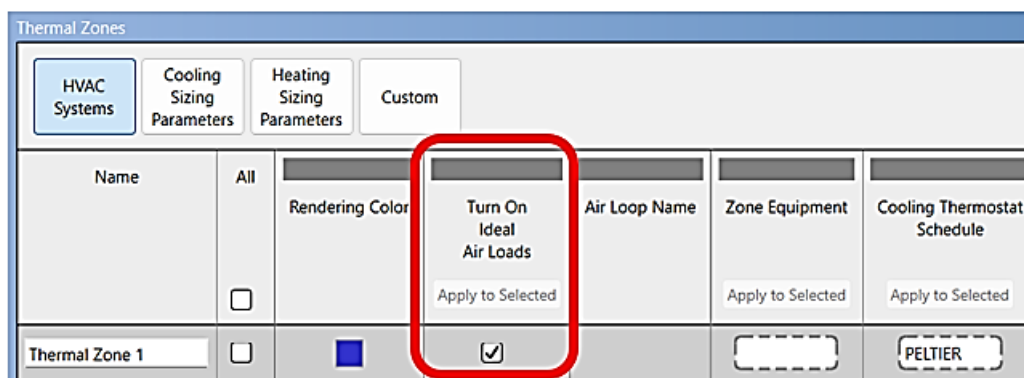 Thermal Zones
HVAC
Systems
Cooling
Sizing
Parameters
Heating
Sizing
Parameters
Custom
Name
All
Rendering Color
Turn On
Ideal
Air Loads
Apply to Selected
Air Loop Name
Zone Equipment
Apply to Selected
Cooling Thermostat
Schedule
Apply to Selected
Thermal Zone 1
PELTIER